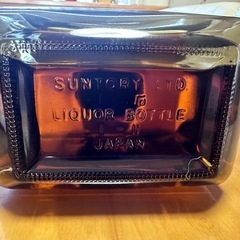 SUNTORY LTD.
LIQUOR BOTTLE
JAPAN